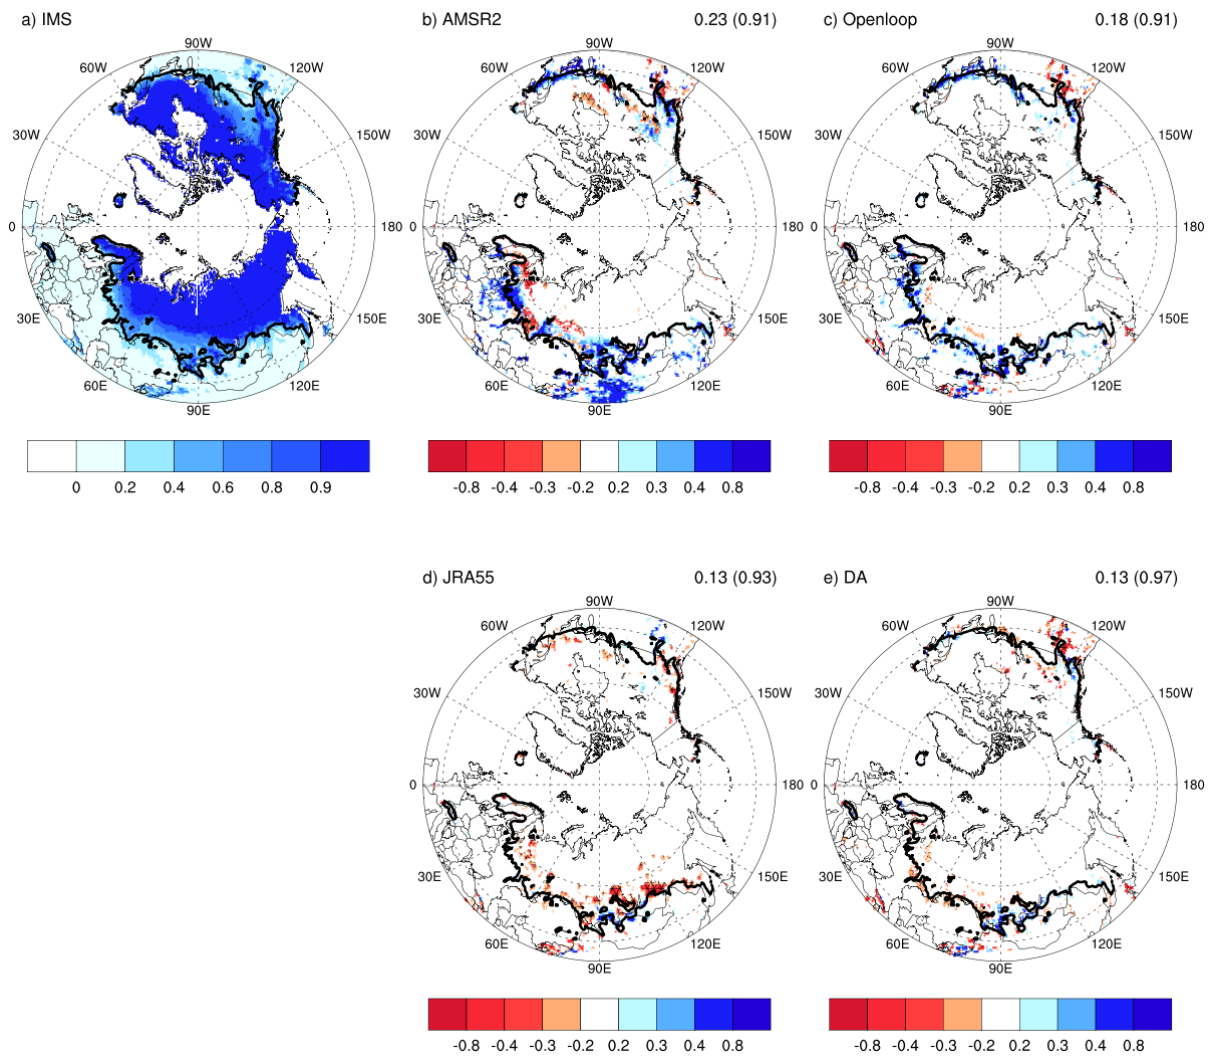 a) IMS
b) AMSR2 0.23 (0.91)
c) Openloop 0.18 (0.91)
90W
60W 120W
30W 150W
0 180
30E 150E
60E 120E
90E
90W
60W 120W
30W 150W
0 180
30E 150E
60E 120E
90E
90W
60W 120W
30W 150W
0 180
30E 150E
60E 120E
90E
0 0.2 0.4 0.6 0.8 0.9
-0.8 -0.4 -0.3 -0.2 0.2 0.3 0.4 0.8
-0.8 -0.4 -0.3 -0.2 0.2 0.3 0.4 0.8
d) JRA55 0.13 (0.93)
e) DA 0.13 (0.97)
90W
60W 120W
30W 150W
0 180
30E 150E
60E 120E
90E
90W
60W 120W
30W 150W
0 180
30E 150E
60E 120E
90E
-0.8 -0.4 -0.3 -0.2 0.2 0.3 0.4 0.8
-0.8 -0.4 -0.3 -0.2 0.2 0.3 0.4 0.8